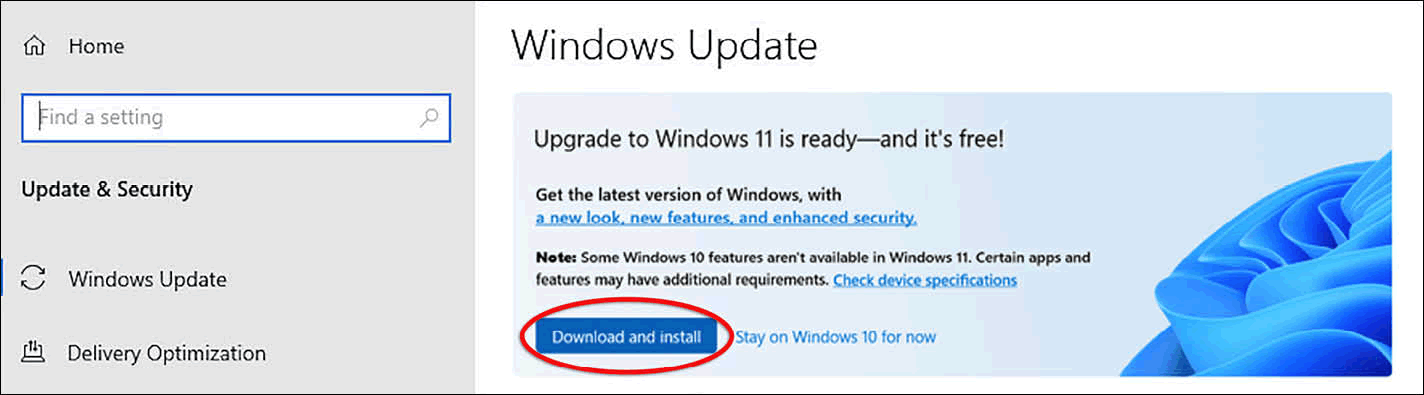 Home
Find a setting
Update & Security
Windows Update
Delivery Optimization
Windows Update
Upgrade to Windows 11 is ready—and it's free!
Get the latest version of Windows, with
a new look, new features, and enhanced security.
Note: Some Windows 10 features aren't available in Windows 11. Certain apps and
features may have additional requirements. Check device specifications
Download and install Stay on Windows 10 for now